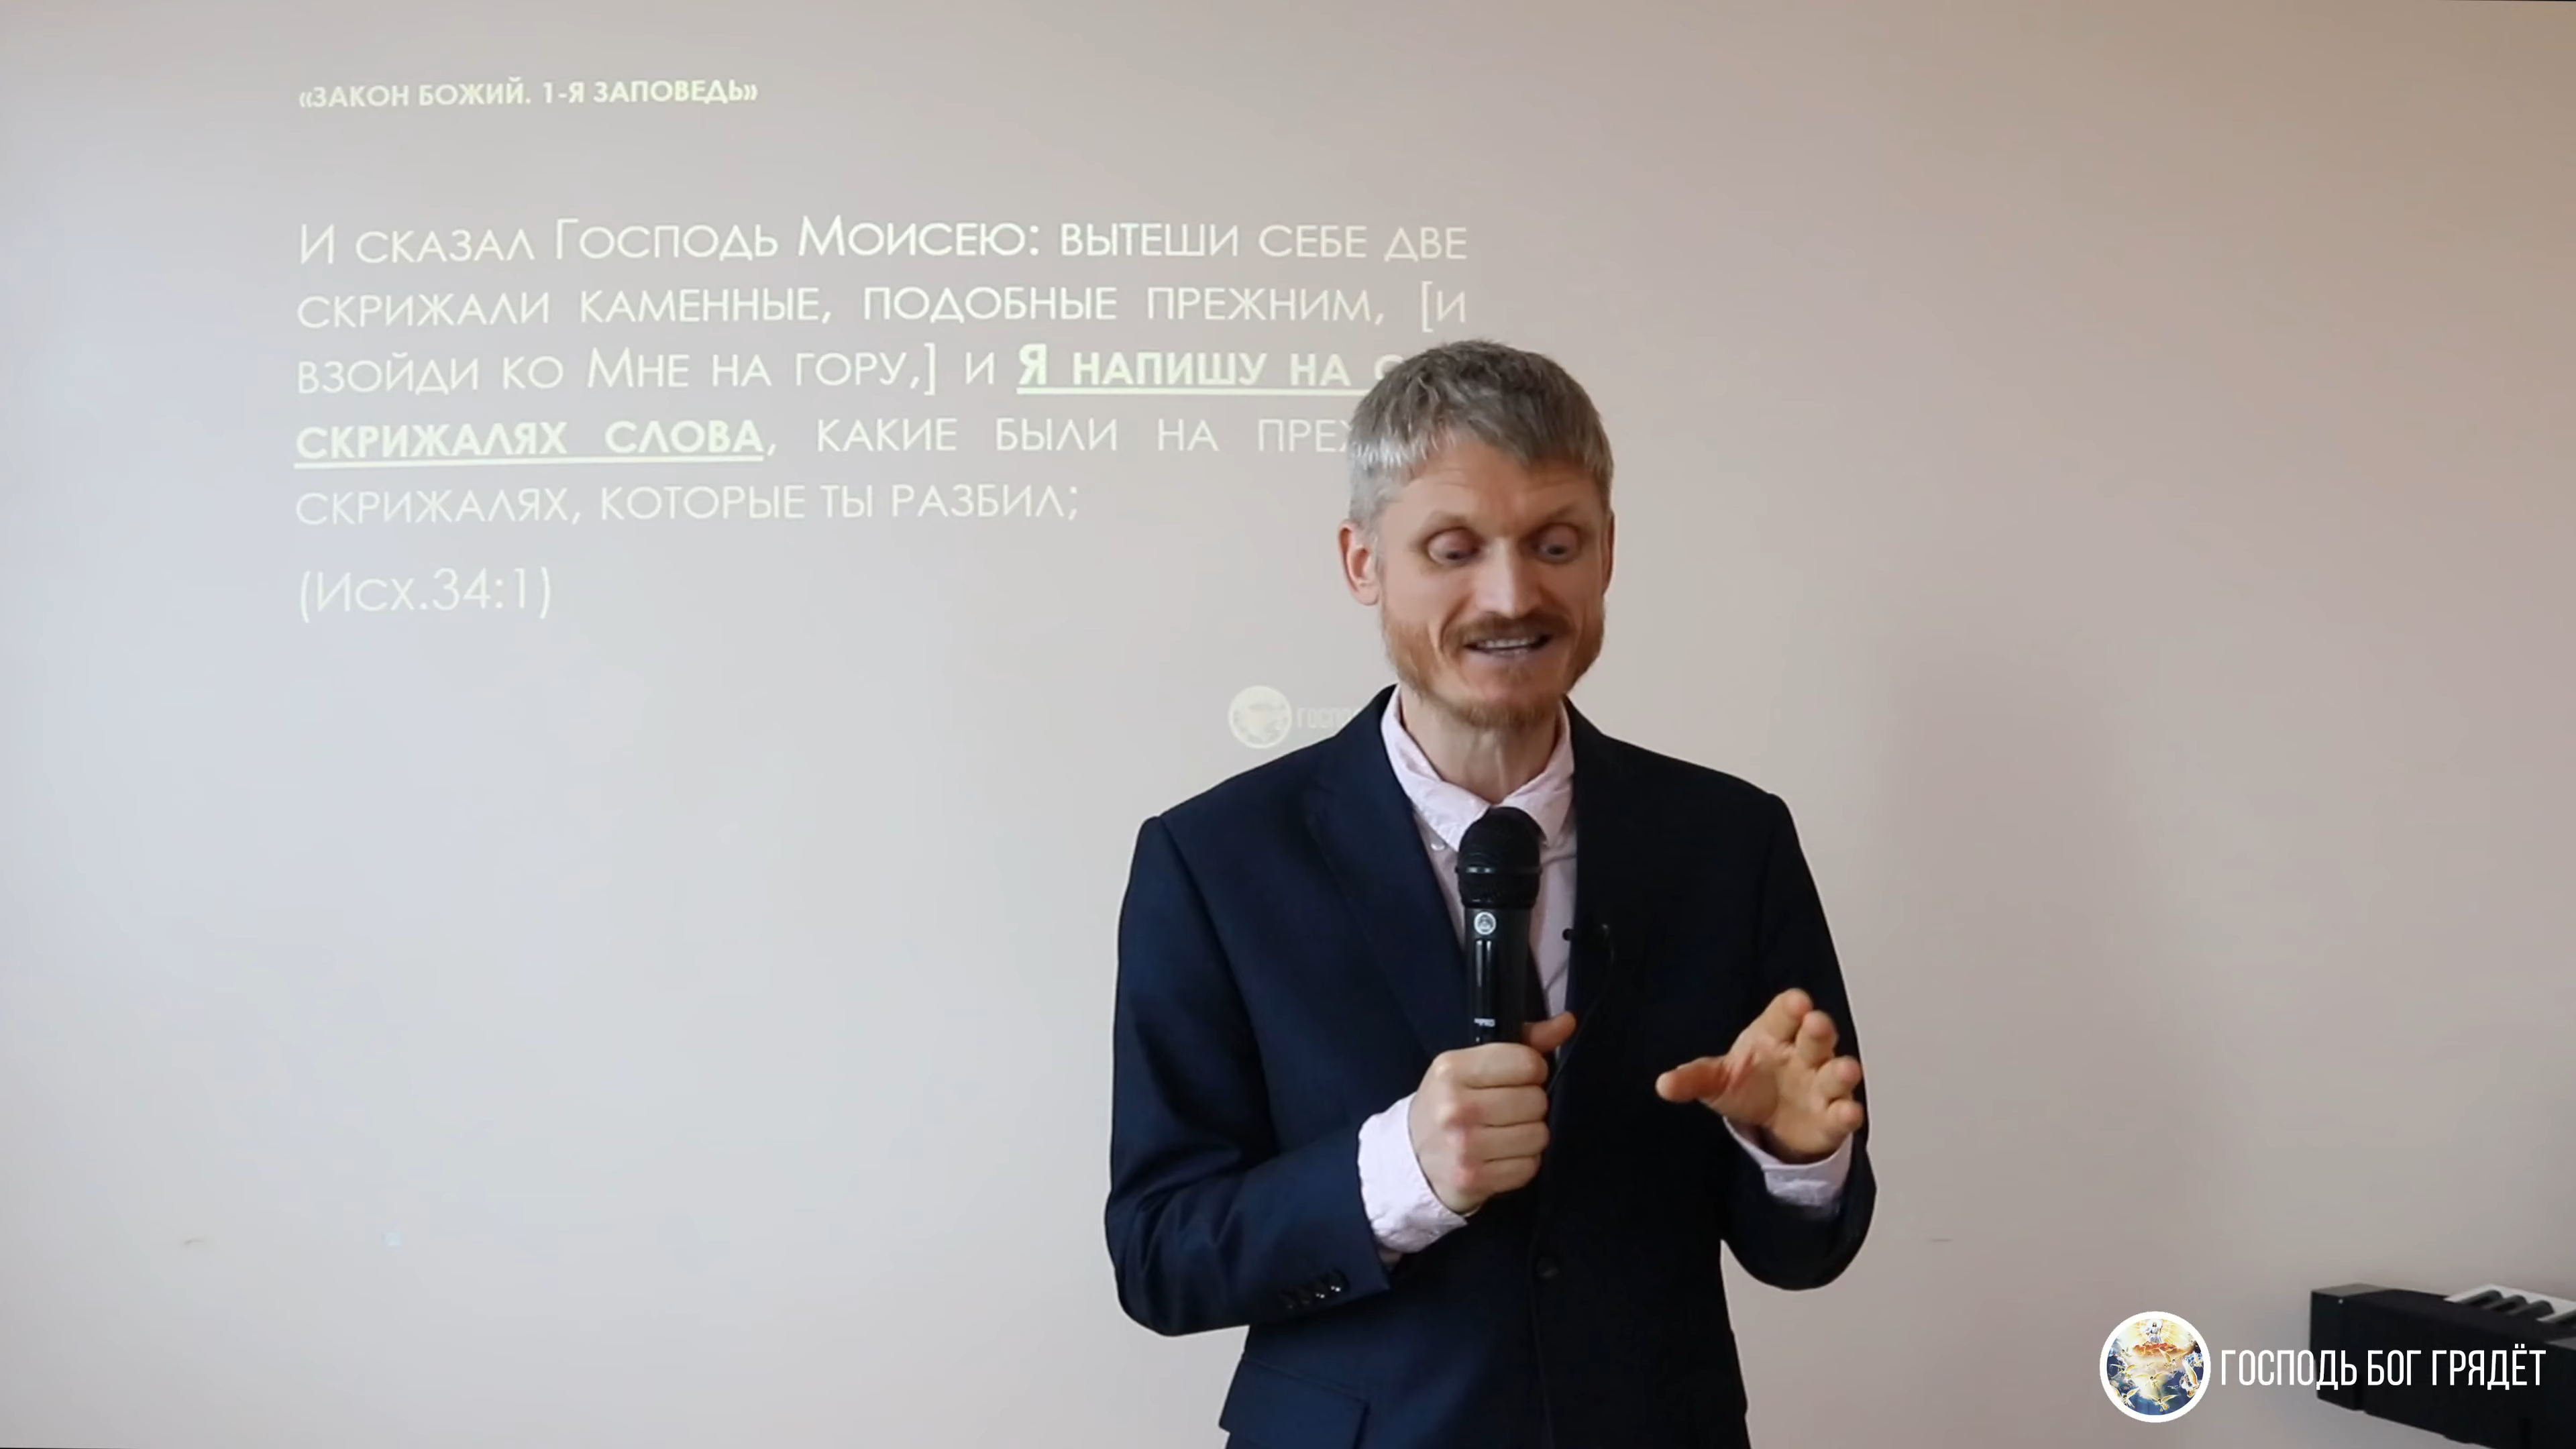 «ЗАКОН БОЖИЙ. 1-Я ЗАПОВЕДЬ»
И СКАЗАЛ ГОСПОДЬ МОИСЕЮ: ВЫТЕШИ СЕБЕ ДВЕ
СКРИЖАЛИ КАМЕННЫЕ, ПОДОБНЫЕ ПРЕЖНИМ, [И
ВЗОЙДИ КО МНЕ НА ГОРУ,] И Я НАПИШУ НА
СКРИЖАЛЯХ СЛОВА, КАКИЕ БЫЛИ НА
СКРИЖАЛЯХ, КОТОРЫЕ ТЫ РАЗБИЛ;
(ИСХ.34:1)
ГОСПОДЬ БОГ ГРЯДЁТ